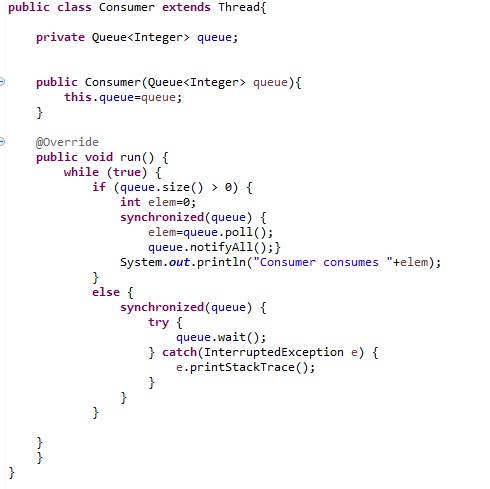 public class Consumer extends Thread{
private Queue<Integer> queue;
public Consumer(Queue<Integer> queue){
this.queue=queue;
}
@Override
public void run() {
while (true) {
if (queue.size() > 0) {
int elem=0;
synchronized(queue) {
elem=queue.poll();
queue.notifyAll();}
System.out.println("Consumer consumes "+elem);
}
else {
synchronized(queue) {
try {
queue.wait();
} catch(InterruptedException e) {
e.printStackTrace();
}
}
}
}
}
}